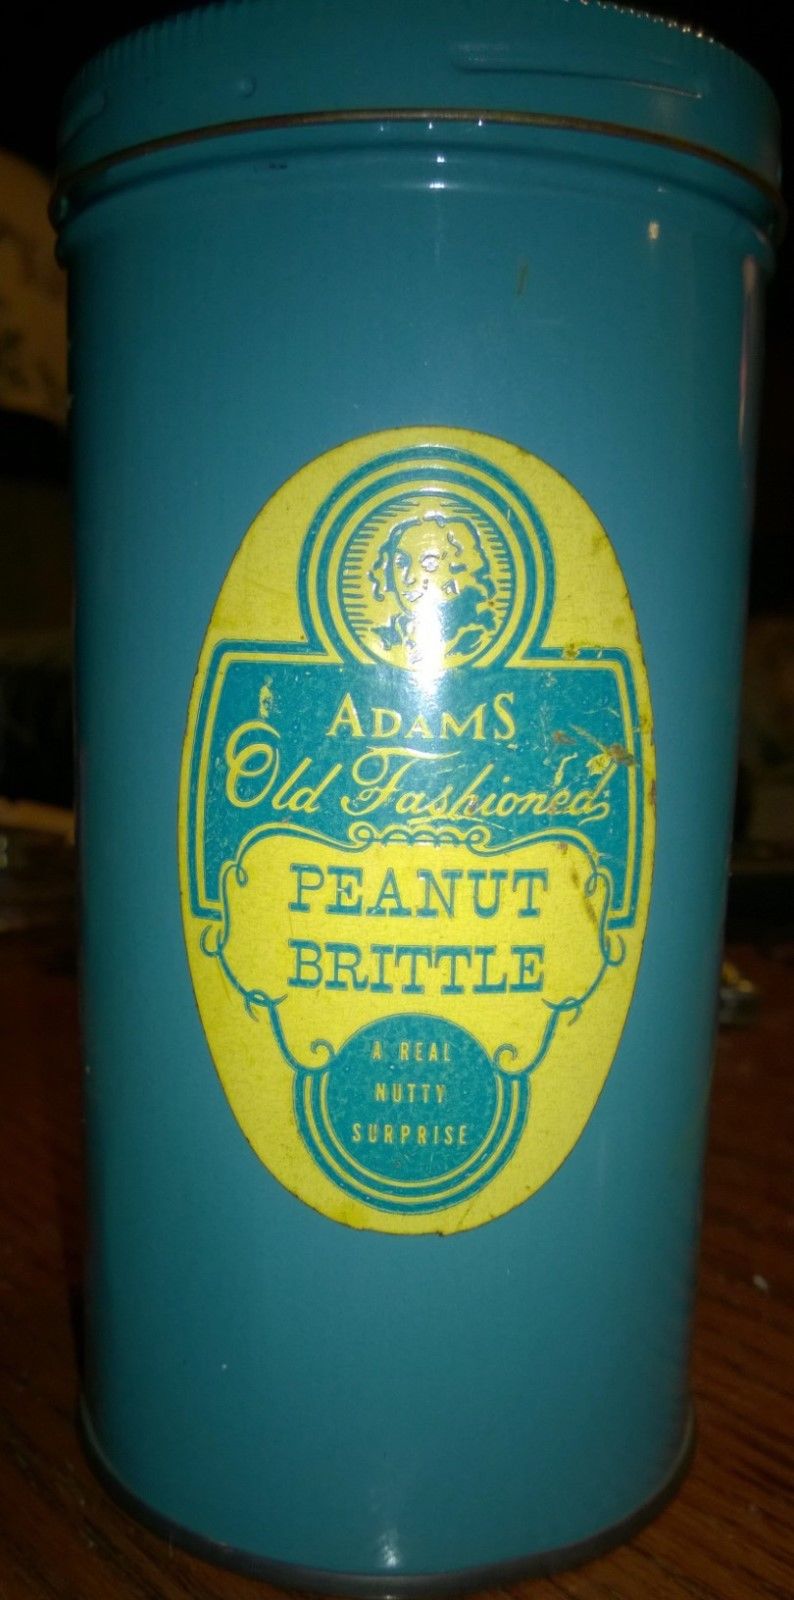 ADAMS
Old Fashioned
PEANUT
BRITTLE
A REAL
NUTTY
SURPRISE